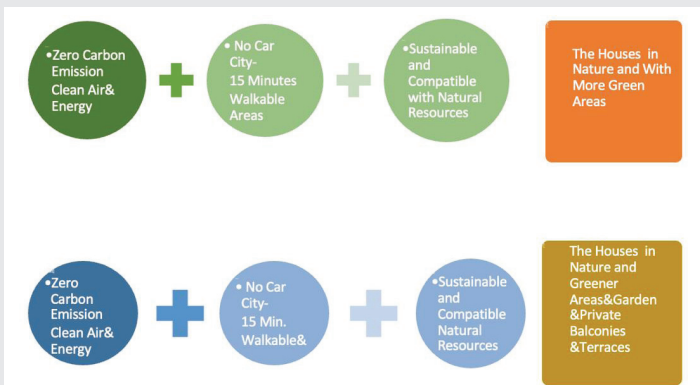 •Zero Carbon
Emission
Clean Air&
Energy
• No Car
City-
15 Minutes
Walkable
Areas
•Sustainable
and
Compatible
with Natural
Resources
The Houses in
Nature and With
More Green
Areas
•Zero
Carbon
Emission
Clean Air&
Energy
• No Car
City-
15 Min.
Walkable&
•Sustainable
and
Compatible
Natural
Resources
The Houses in
Nature and
Greener
Areas&Garden
&Private
Balconies
&Terraces